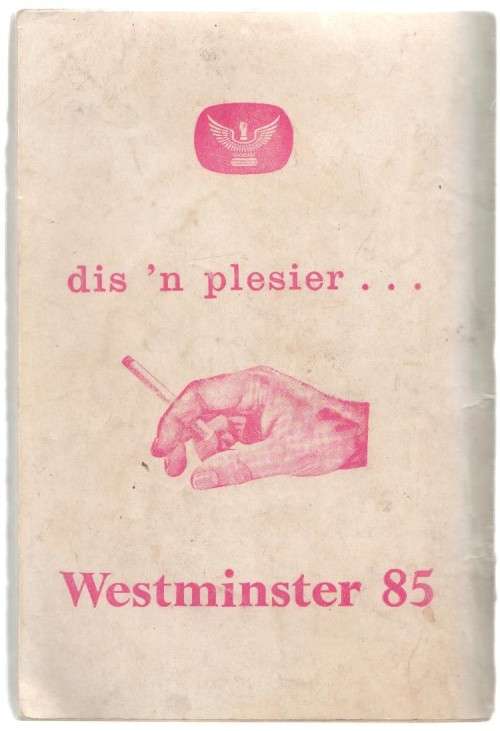 dis 'n plesier . . .
Westminster 85